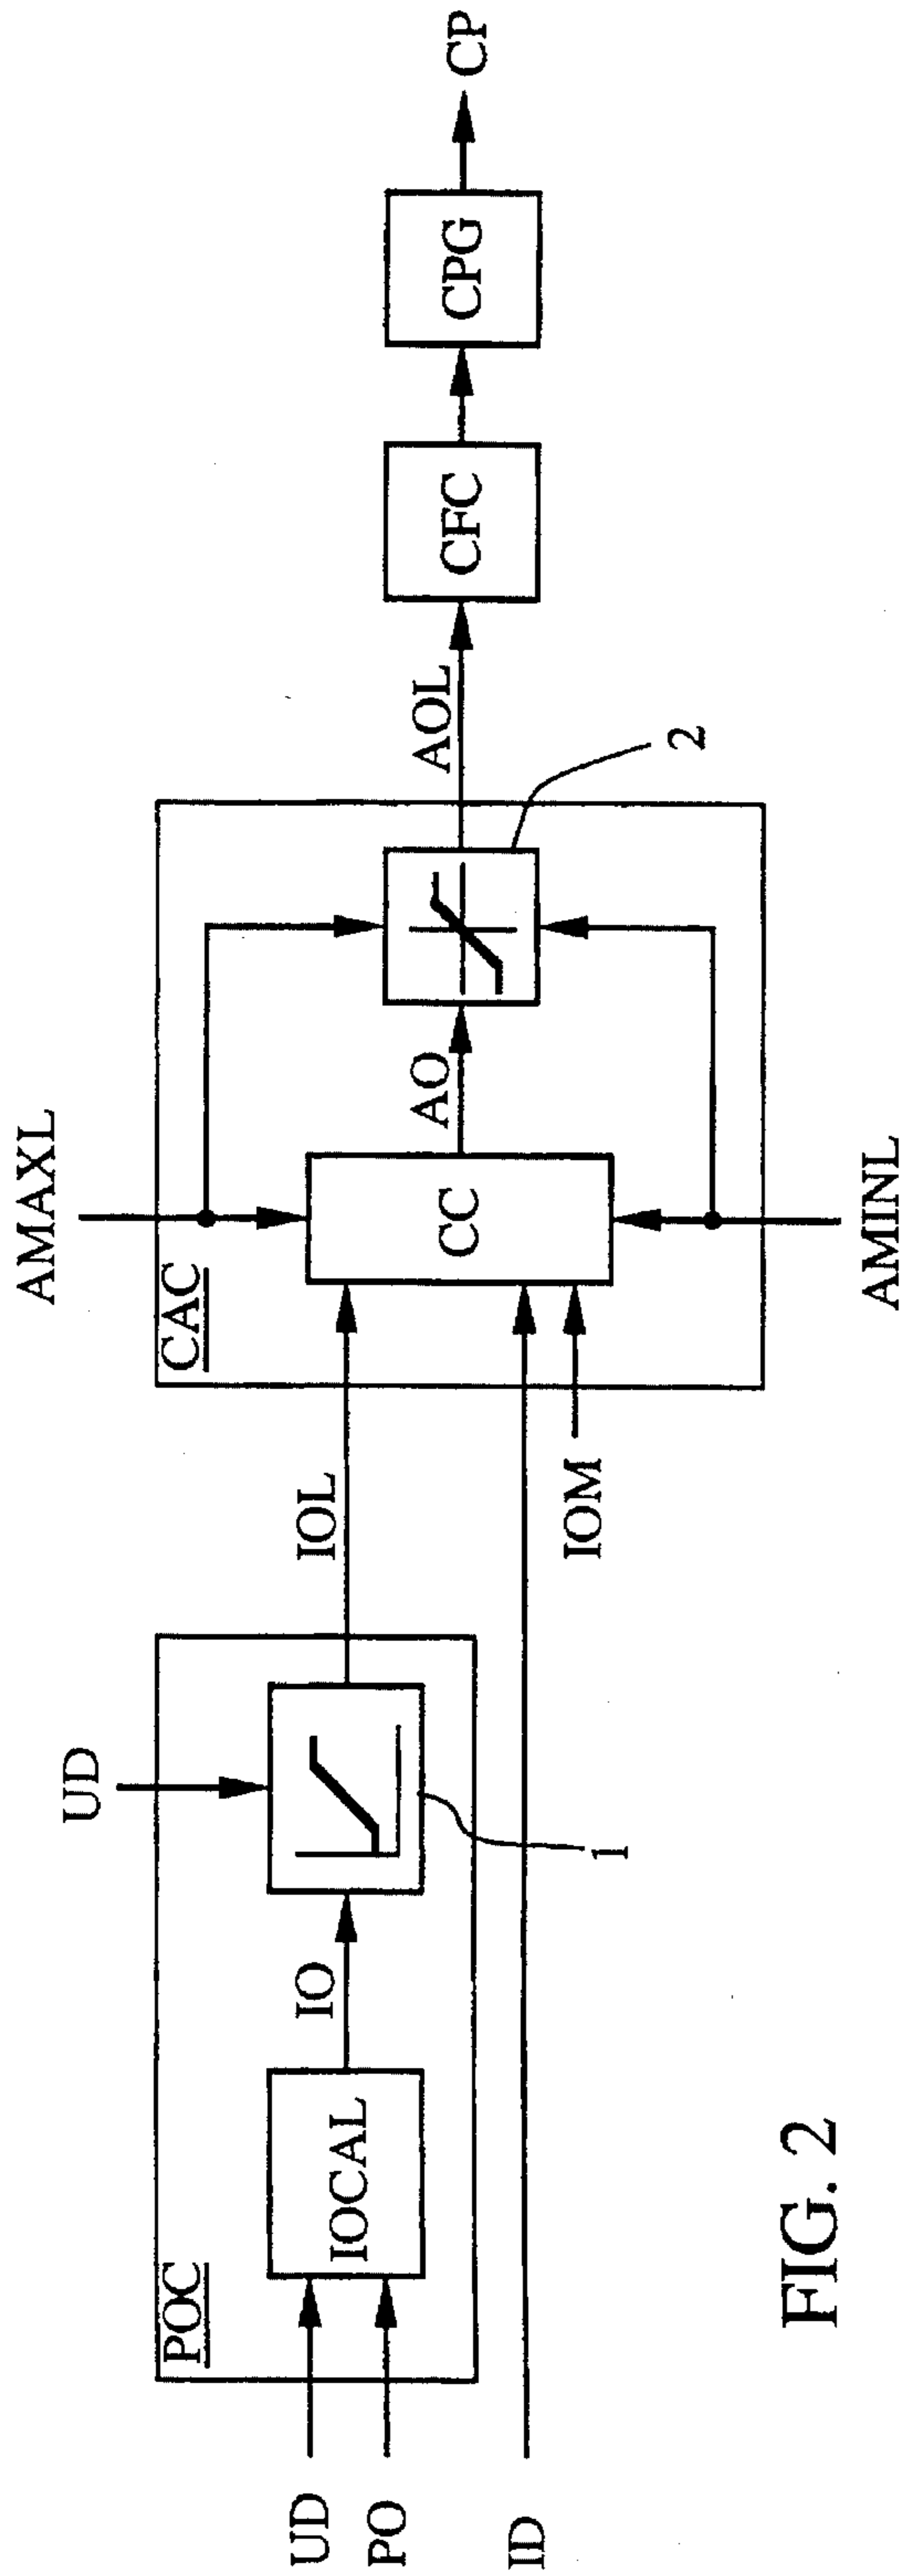 UD
PO
ID
POC
IOCAL
IO
UD
1
IOL
IOM
CAC
AMAXL
CC
AMINL
AO
2
AOL
CFC
CPG
CP
FIG. 2